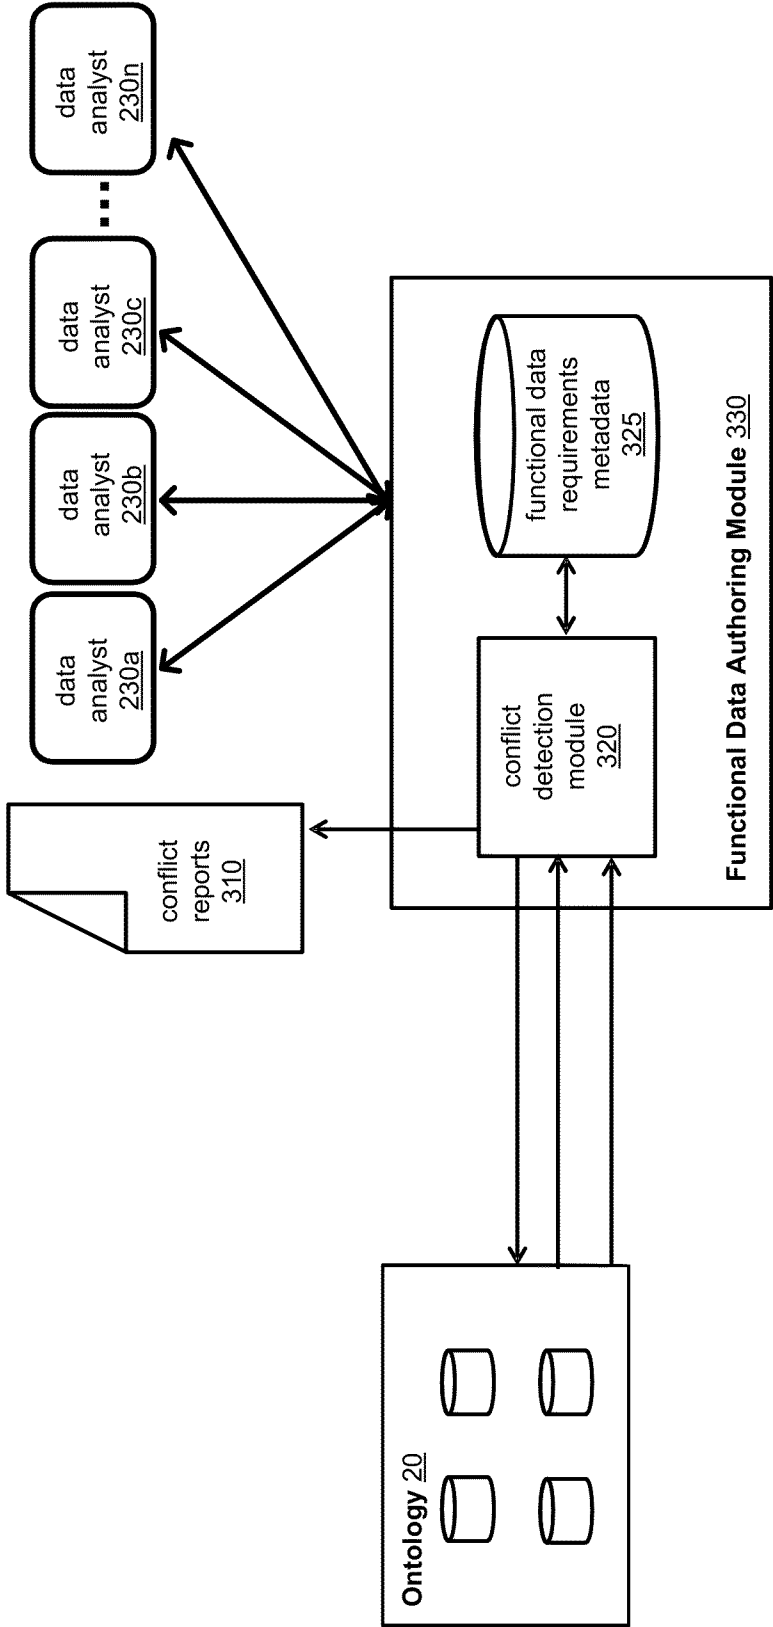 data
analyst
230a
data
analyst
230b
data
analyst
230c
...
data
analyst
230n
conflict
reports
310
Ontology 20
conflict
detection
module
320
functional data
requirements
metadata
325
Functional Data Authoring Module 330